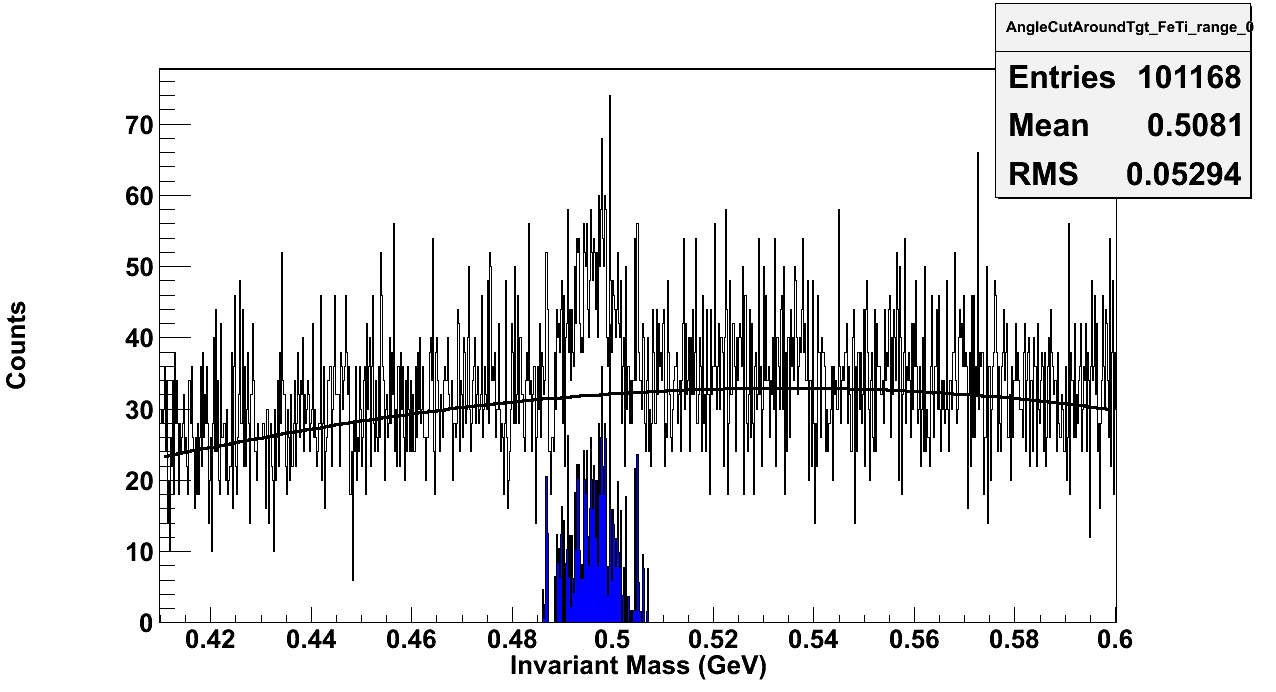 AngleCutAroundTgt_FeTi_range_0
Entries 101168
Mean 0.5081
RMS 0.05294
Counts
70
60
50
40
30
20
10
0
0.42 0.44 0.46 0.48 0.5 0.52 0.54 0.56 0.58 0.6
Invariant Mass (GeV)